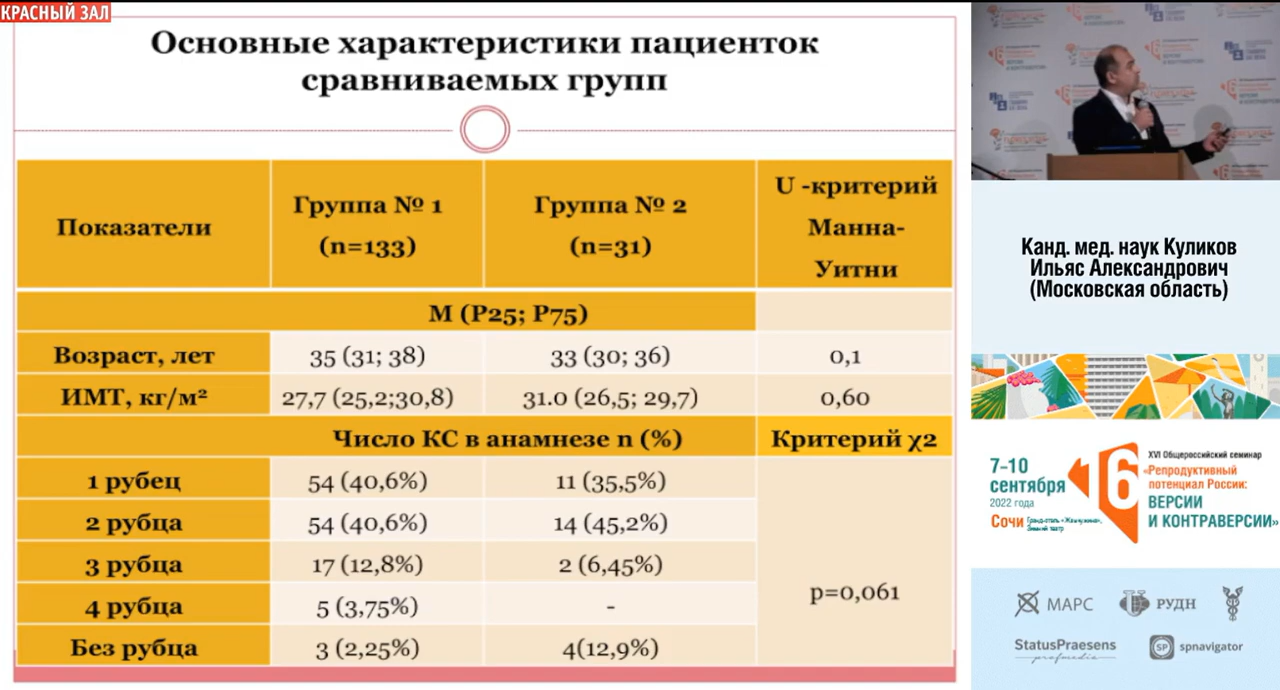 КРАСНЫЙ ЗАЛ
Основные характеристики пациенток
сравниваемых групп
Показатели
Группа № 1
(n=133)
Группа № 2
(n=31)
U -критерий
Манна-
Уитни
M (P25; P75)
Возраст, лет 35 (31; 38) 33 (30; 36) 0,1
ИМТ, кг/м² 27,7 (25,2;30,8) 31.0 (26,5; 29,7) 0,60
Число КС в анамнезе n (%) Критерий χ2
1 рубец 54 (40,6%) 11 (35,5%)
2 рубца 54 (40,6%) 14 (45,2%)
3 рубца 17 (12,8%) 2 (6,45%)
4 рубца 5 (3,75%) -
Без рубца 3 (2,25%) 4(12,9%)
p=0,061
Канд. мед. наук Куликов
Ильяс Александрович
(Московская область)
7–10
сентября
2022 года
Сочи
Гранд-отель «Жемчужина»,
Зимний театр
16
XVI Общероссийский семинар
«Репродуктивный
потенциал России:
ВЕРСИИ
И КОНТРАВЕРСИИ»
МАРС
РУДН
StatusPraesens
profmedia
SP
spnavigator